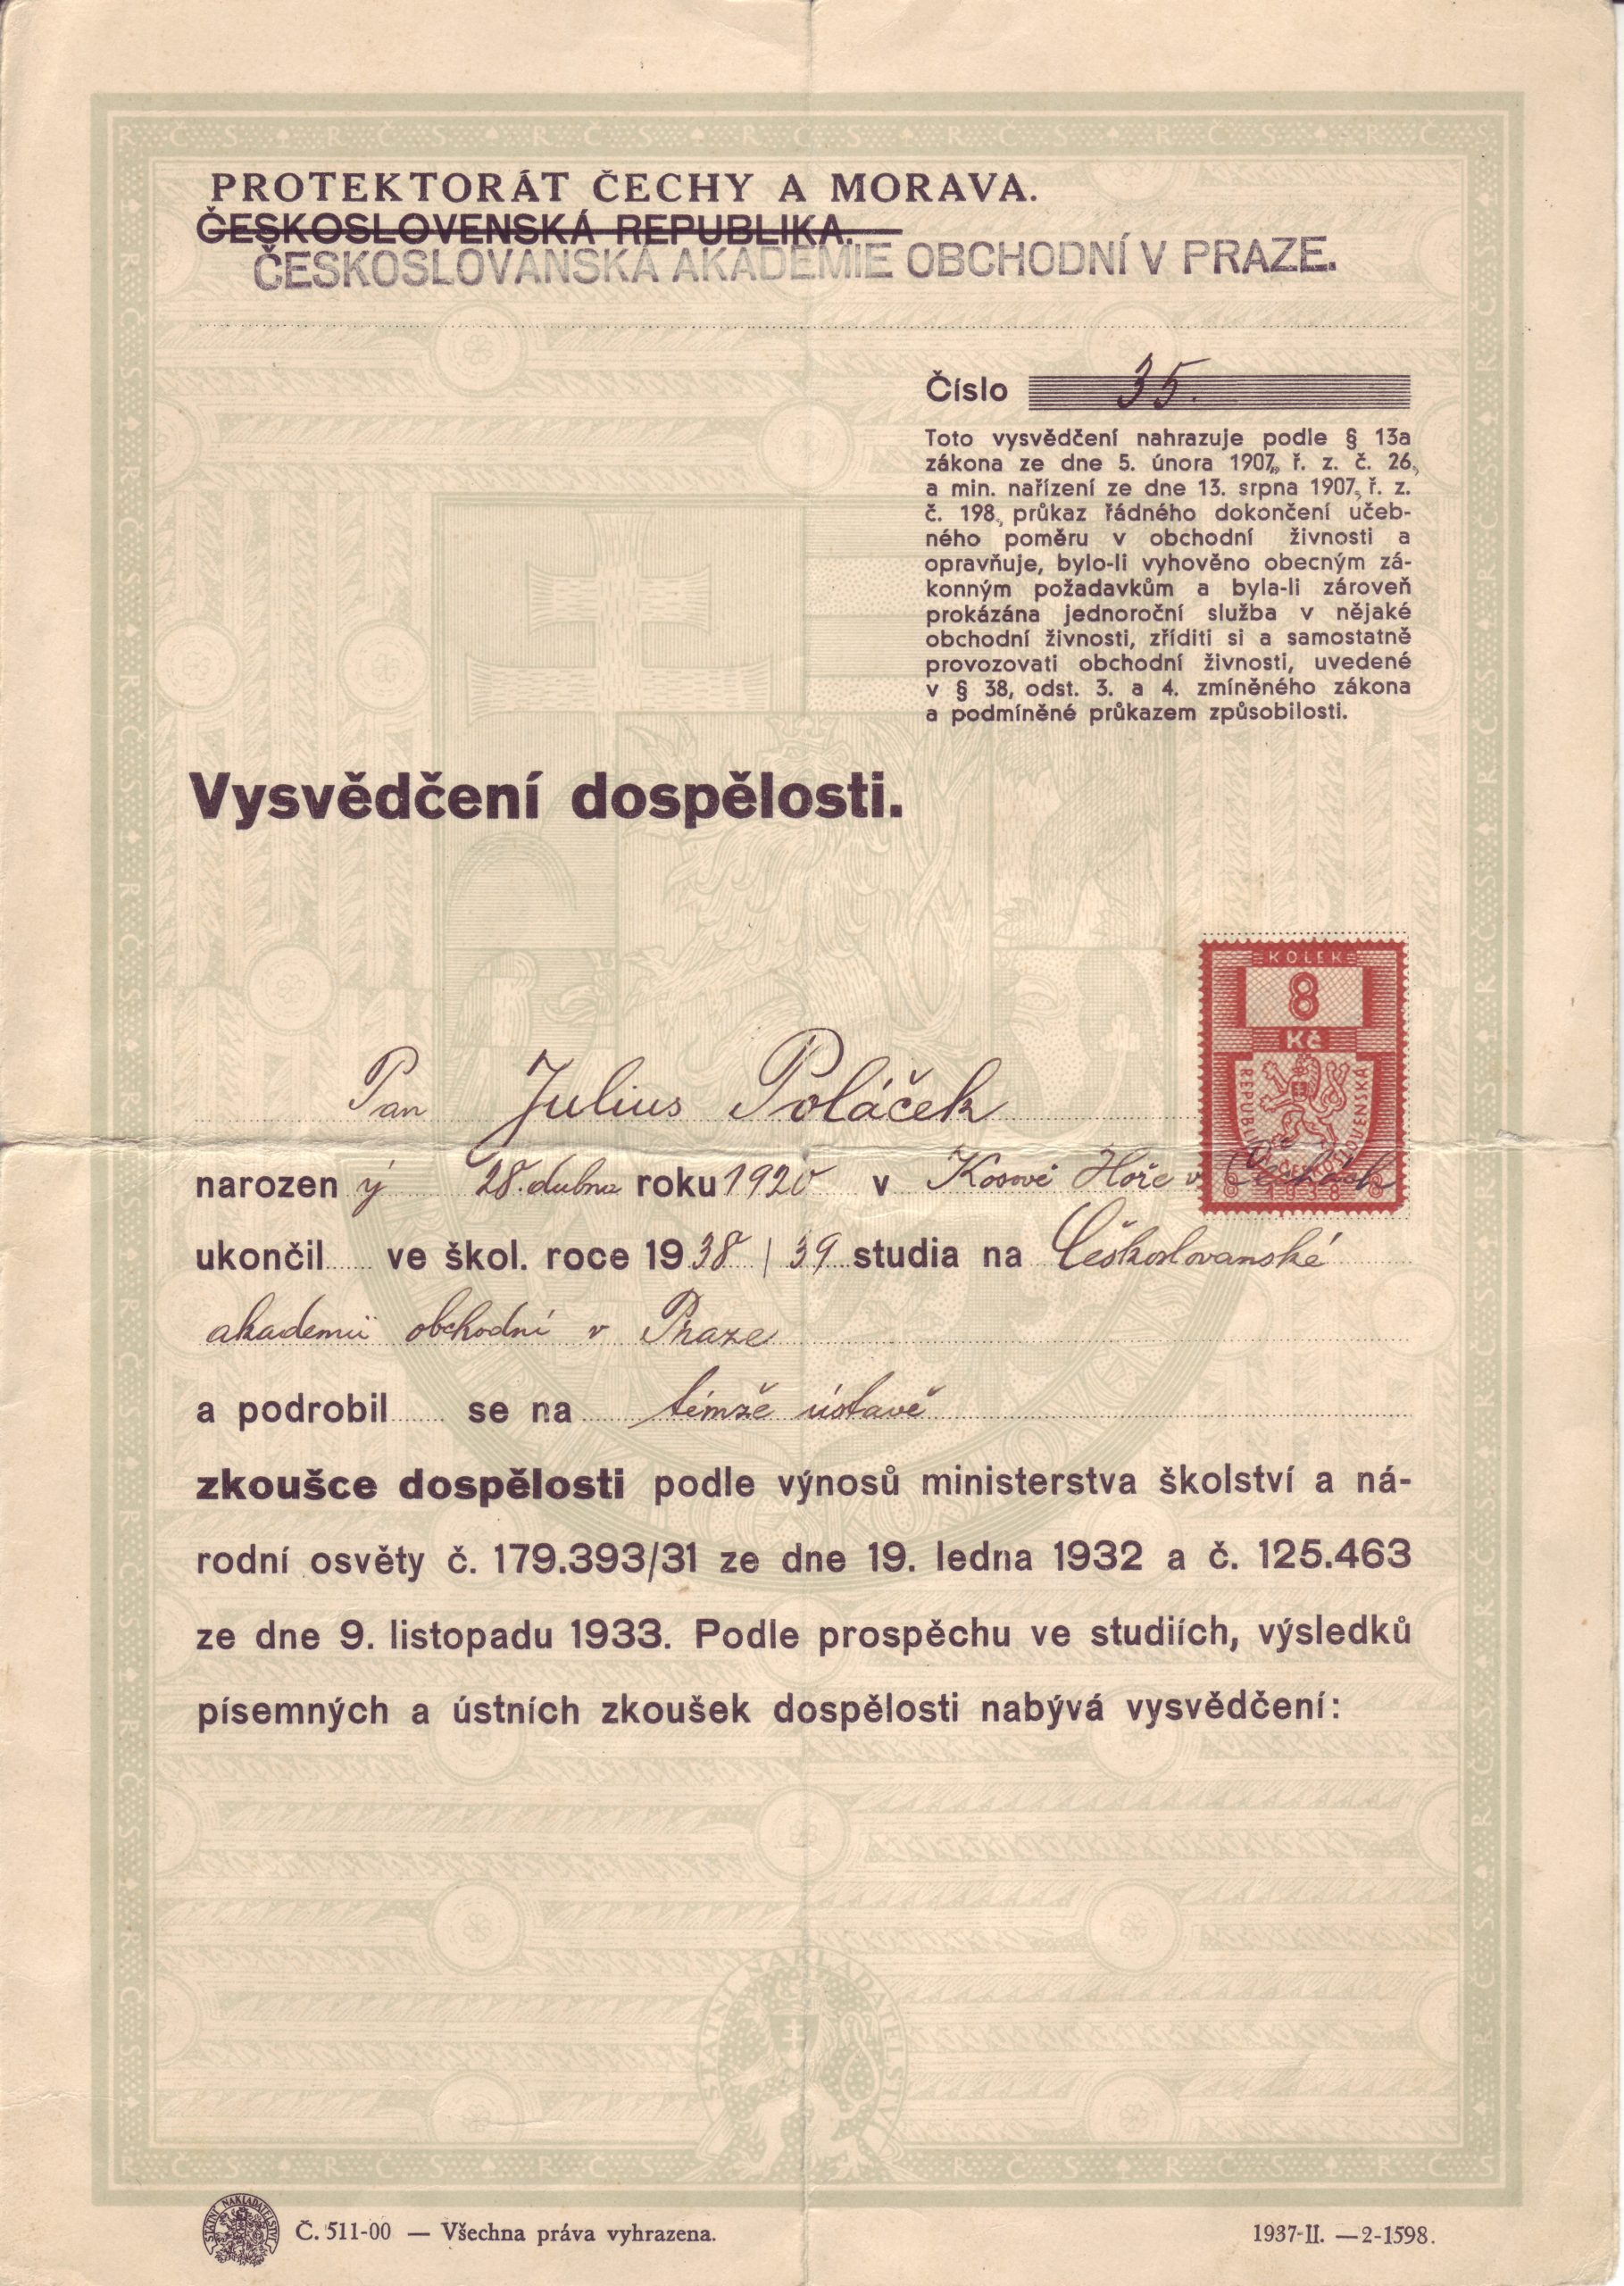 PROTEKTORÁT ČECHY A MORAVA.
ČESKOSLOVENSKÁ REPUBLIKA.
ČESKOSLOVANSKÁ AKADEMIE OBCHODNÍ V PRAZE.
Číslo 35.
Toto vysvědčení nahrazuje podle § 13a
zákona ze dne 5. února 1907, ř. z. č. 26,
a min. nařízení ze dne 13. srpna 1907, ř. z.
č. 198, průkaz řádného dokončení učeb-
ného poměru v obchodní živnosti a
opravňuje, bylo-li vyhověno obecným zá-
konným požadavkům a byla-li zároveň
prokázána jednoroční služba v nějaké
obchodní živnosti, zříditi si a samostatně
provozovati obchodní živnosti, uvedené
v § 38, odst. 3. a 4. zmíněného zákona
a podmíněné průkazem způsobilosti.
Vysvědčení dospělosti.
KOLEK
8
Kč
REPUBLIKA ČESKOSLOVENSKÁ
8 1938 8
Pan Julius Poláček
narozen ý 28. dubna roku 1920 v Kosově Hoře v Čechách
ukončil ve škol. roce 1938/39 studia na Českoslovanské
akademii obchodní v Praze
a podrobil se na témže ústavě
zkoušce dospělosti podle výnosů ministerstva školství a ná-
rodní osvěty č. 179.393/31 ze dne 19. ledna 1932 a č. 125.463
ze dne 9. listopadu 1933. Podle prospěchu ve studiích, výsledků
písemných a ústních zkoušek dospělosti nabývá vysvědčení:
STÁTNÍ NAKLADATELSTVÍ
STÁTNÍ NAKLADATELSTVÍ
Č. 511-00 — Všechna práva vyhrazena.
1937-II. —2-1598.